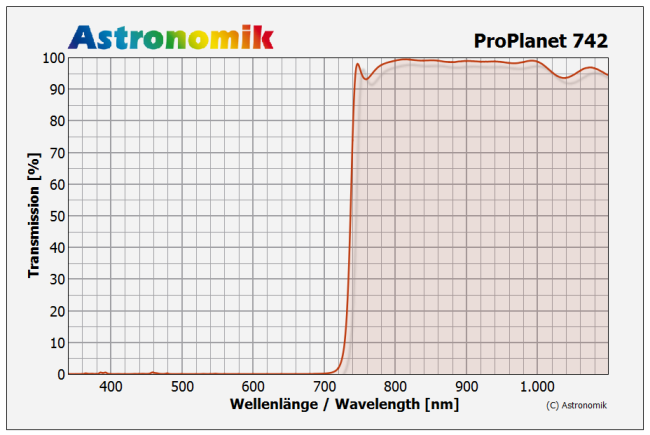 Astronomik
ProPlanet 742
Transmission [%]
100
90
80
70
60
50
40
30
20
10
0
400 500 600 700 800 900 1.000
Wellenlänge / Wavelength [nm]
(C) Astronomik